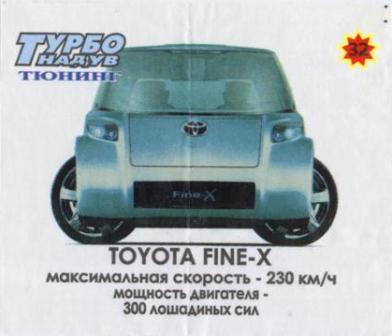 ТУРБО
НАДУВ
ТЮНИНГ
32
Fine-X
TOYOTA FINE-X
максимальная скорость - 230 км/ч
мощность двигателя -
300 лошадиных сил